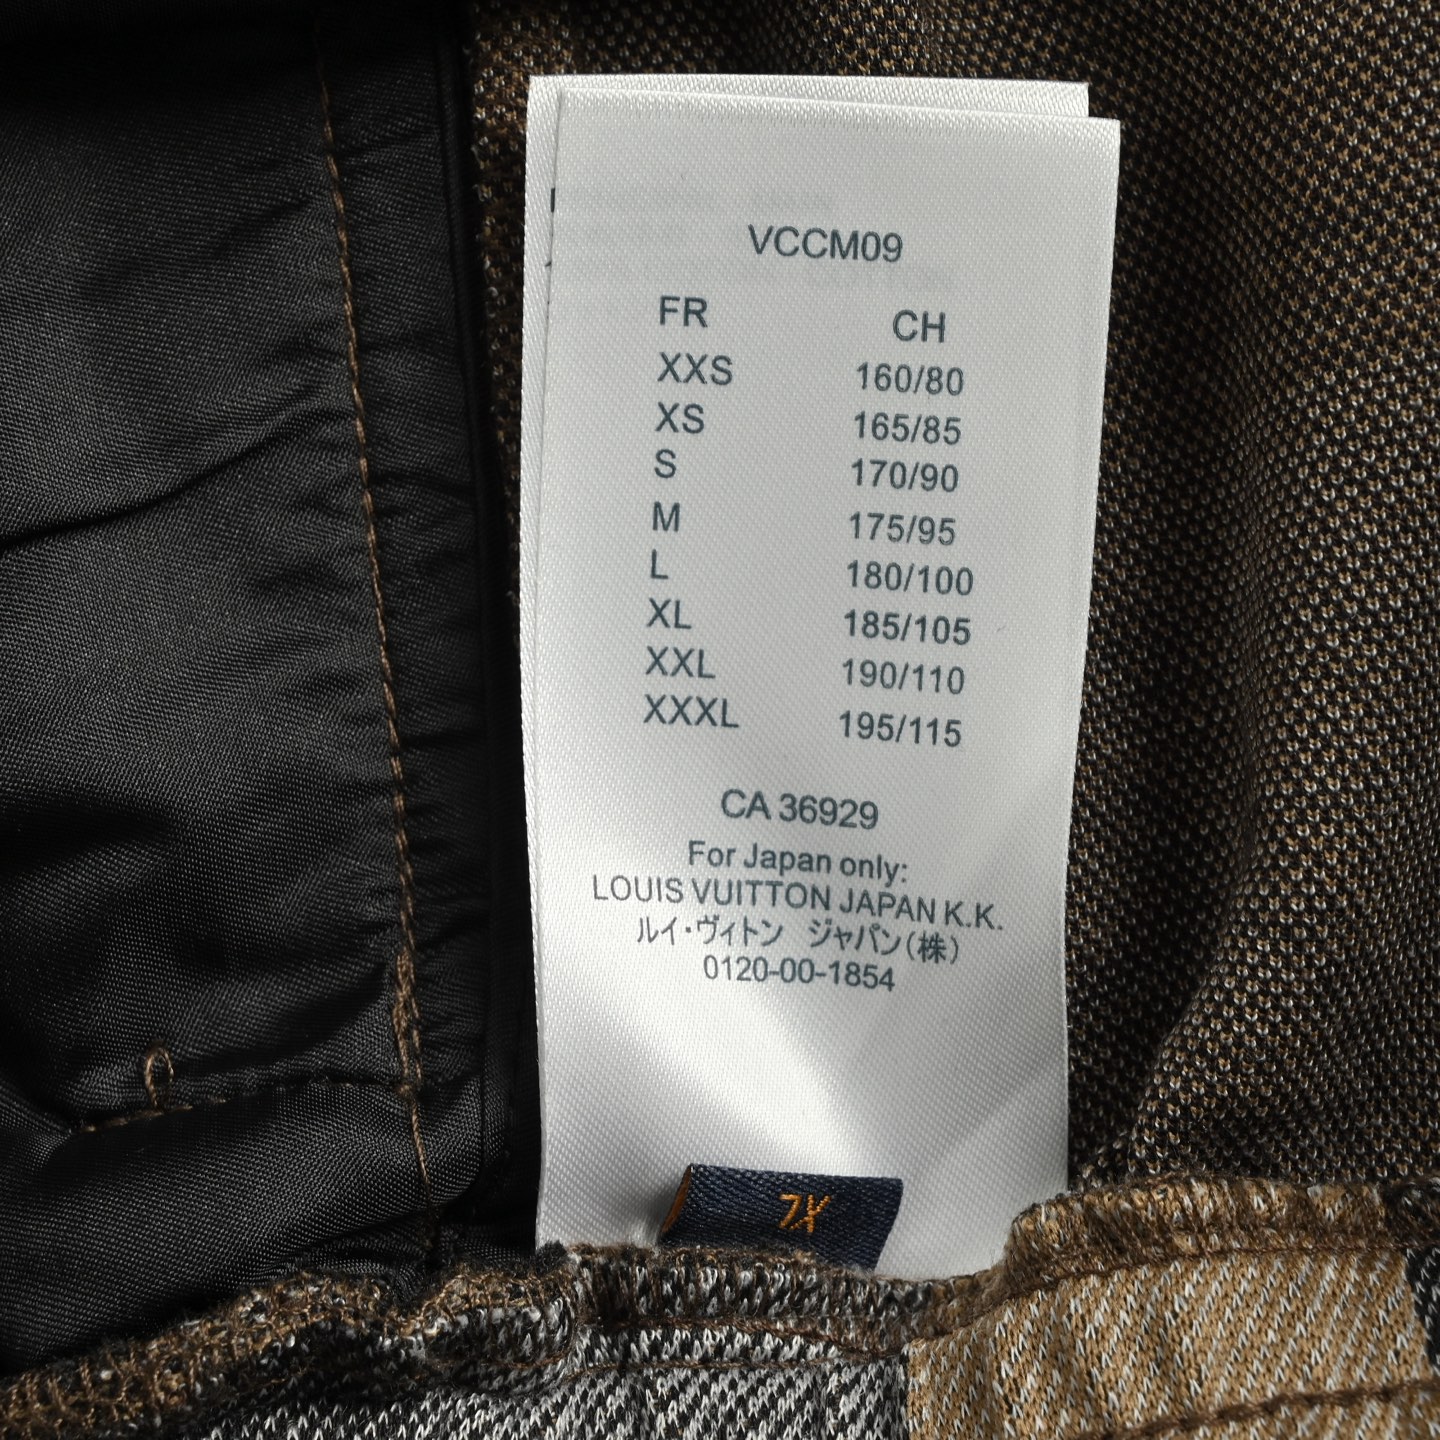 VCCM09
FR CH
XXS 160/80
XS 165/85
S 170/90
M 175/95
L 180/100
XL 185/105
XXL 190/110
XXXL 195/115
CA 36929
For Japan only:
LOUIS VUITTON JAPAN K.K.
ルイ・ヴィトン ジャパン(株)
0120-00-1854
XL